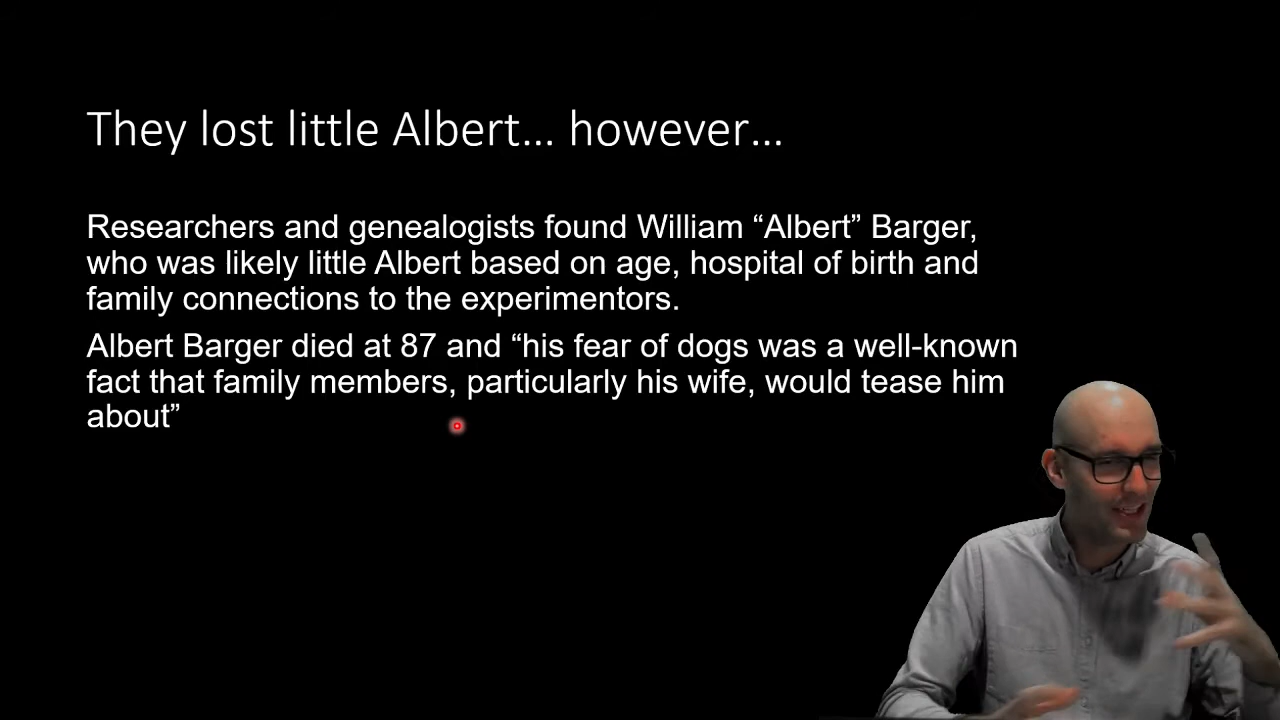 They lost little Albert… however…
Researchers and genealogists found William “Albert” Barger,
who was likely little Albert based on age, hospital of birth and
family connections to the experimentors.
Albert Barger died at 87 and “his fear of dogs was a well-known
fact that family members, particularly his wife, would tease him
about”